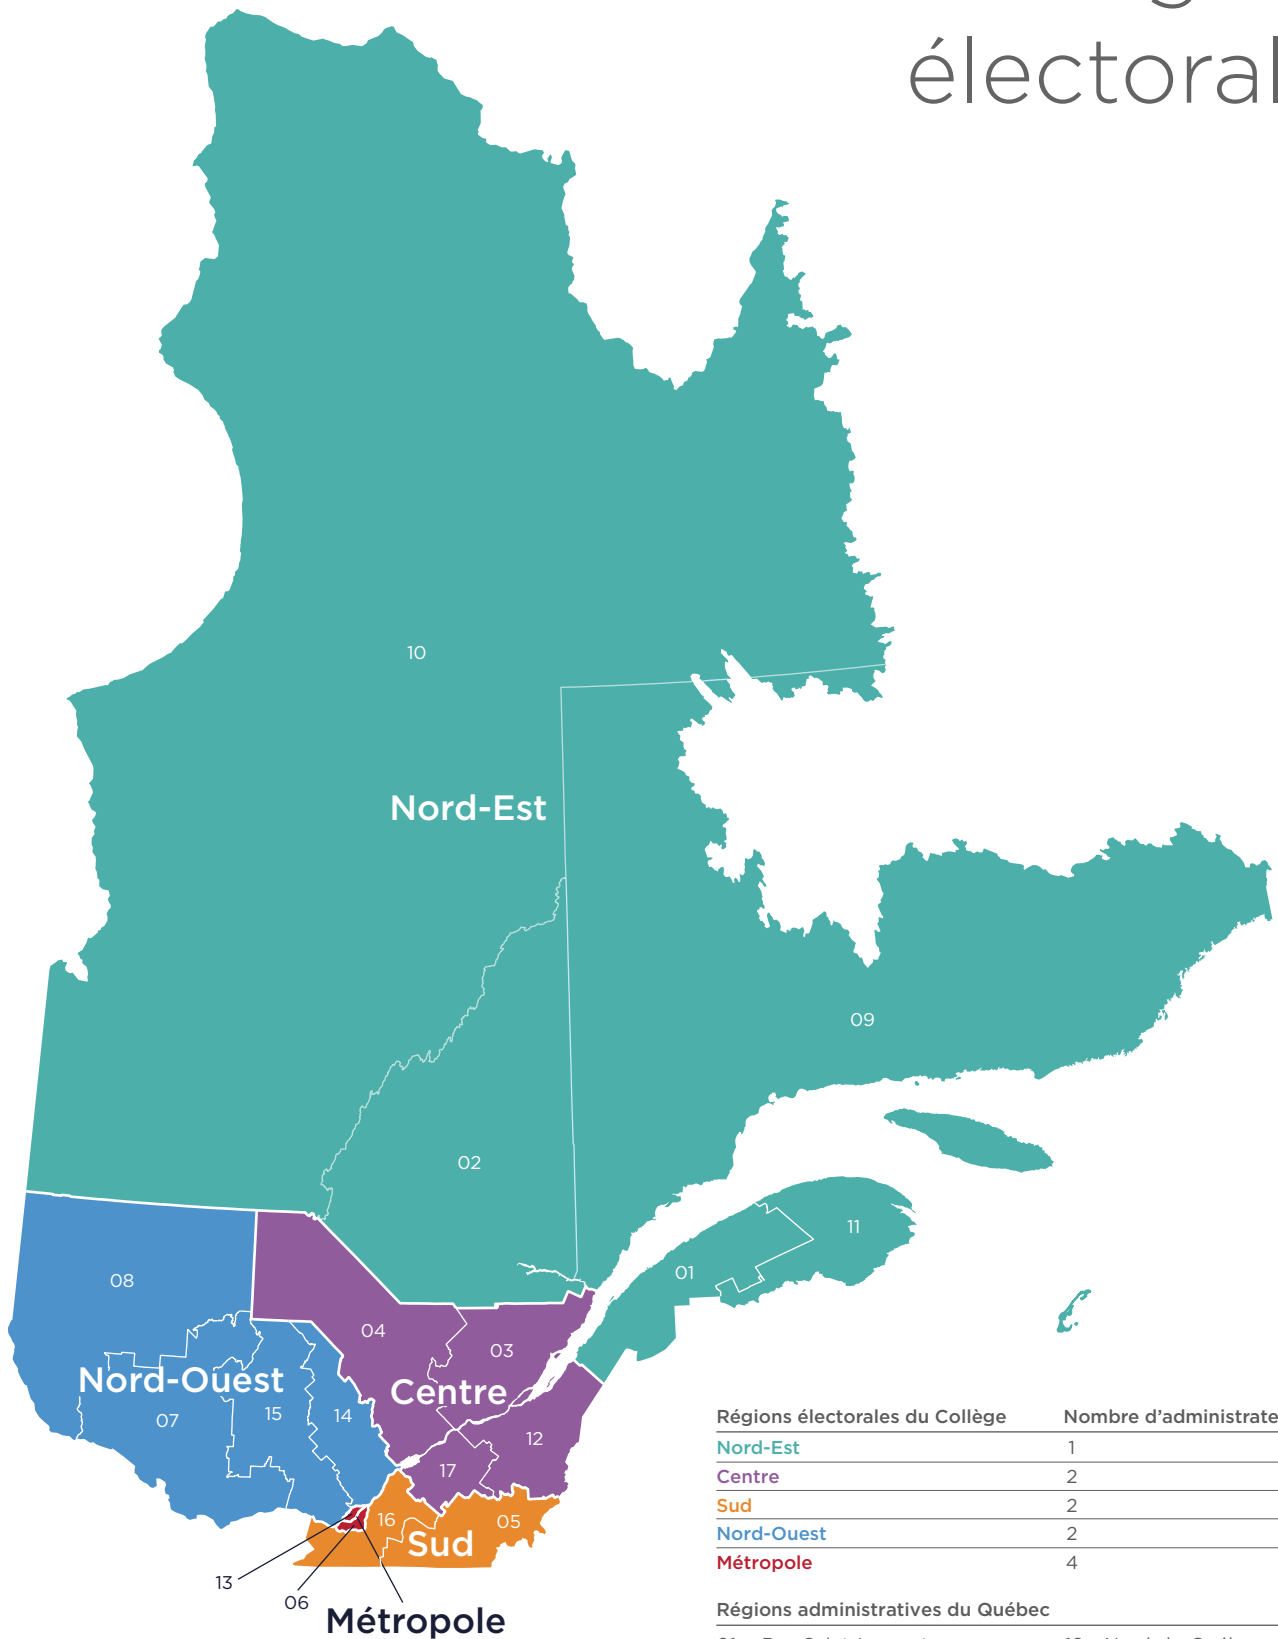 électoral
10
Nord-Est
09
02
11
01
08
04
03
Nord-Ouest
Centre
07
15
14
12
17
16
05
Sud
13
06
Métropole
Régions électorales du Collège Nombre d'administrate
Nord-Est 1
Centre 2
Sud 2
Nord-Ouest 2
Métropole 4
Régions administratives du Québec